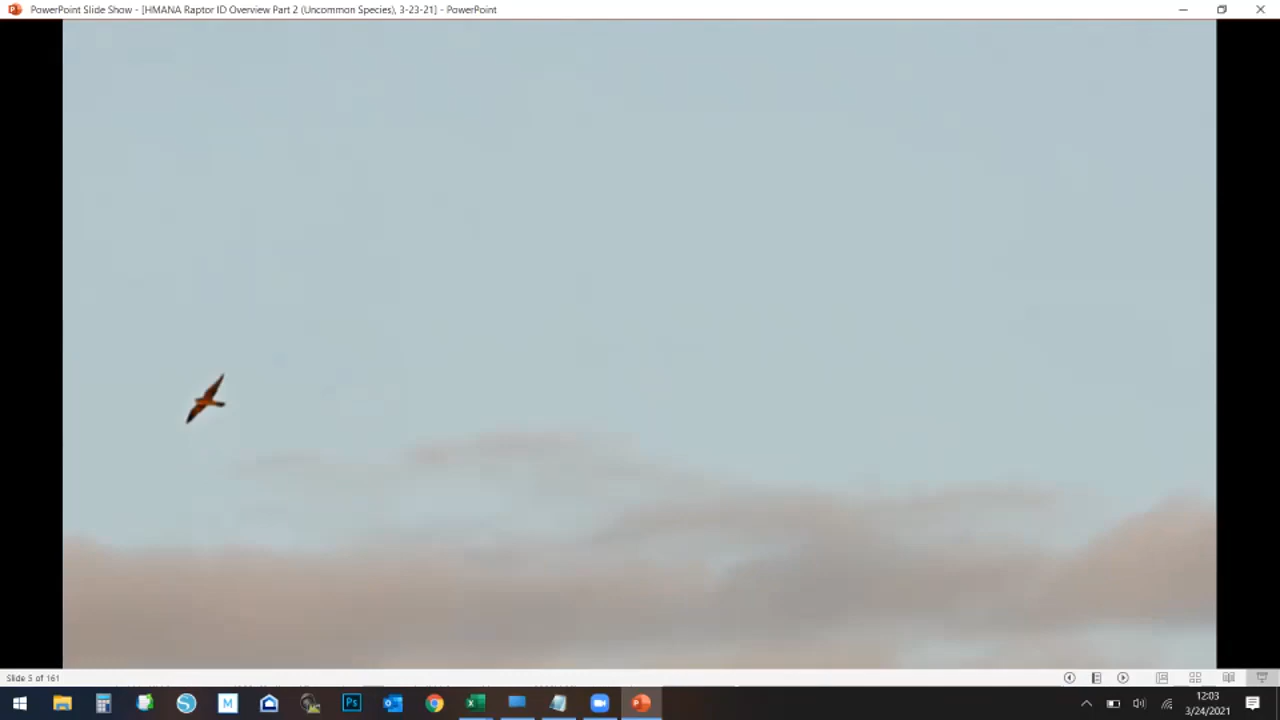 PowerPoint Slide Show - [HMANA Raptor ID Overview Part 2 (Uncommon Species), 3-23-21] - PowerPoint
Slide 5 of 161
M
Ps
12:03
3/24/2021